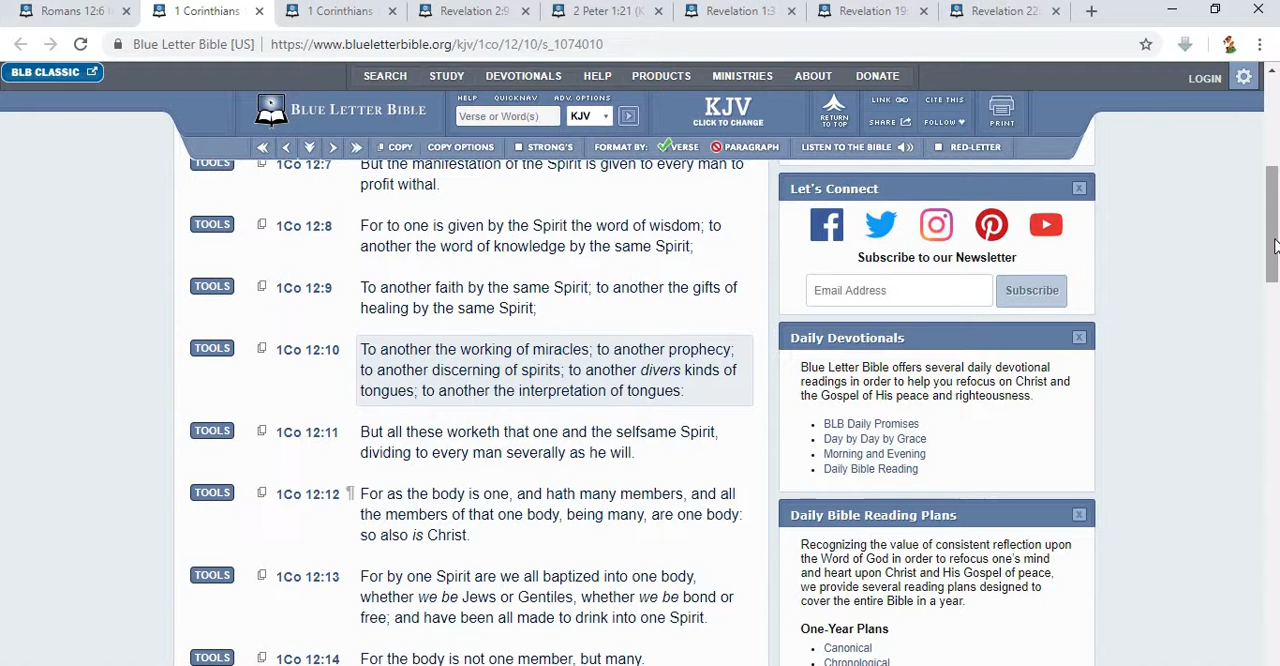 Romans 12:6 (
1 Corinthians
1 Corinthians
Revelation 2:9
2 Peter 1:21 (K
Revelation 1:3
Revelation 19:
Revelation 22:
Blue Letter Bible [US]
https://www.blueletterbible.org/kjv/1co/12/10/s_1074010
BLB CLASSIC
SEARCH STUDY DEVOTIONALS HELP PRODUCTS MINISTRIES ABOUT DONATE
LOGIN
BLUE LETTER BIBLE
HELP QUICKNAV ADV. OPTIONS
Verse or Word(s)
KJV
KJV
CLICK TO CHANGE
RETURN
TO TOP
LINK
CITE THIS
SHARE
FOLLOW
PRINT
COPY COPY OPTIONS STRONG'S FORMAT BY: VERSE PARAGRAPH LISTEN TO THE BIBLE RED-LETTER
TOOLS 1Co 12:7 But the manifestation of the Spirit is given to every man to
profit withal.
TOOLS 1Co 12:8 For to one is given by the Spirit the word of wisdom; to
another the word of knowledge by the same Spirit;
TOOLS 1Co 12:9 To another faith by the same Spirit; to another the gifts of
healing by the same Spirit;
TOOLS 1Co 12:10 To another the working of miracles; to another prophecy;
to another discerning of spirits; to another divers kinds of
tongues; to another the interpretation of tongues:
TOOLS 1Co 12:11 But all these worketh that one and the selfsame Spirit,
dividing to every man severally as he will.
TOOLS 1Co 12:12 ¶ For as the body is one, and hath many members, and all
the members of that one body, being many, are one body:
so also is Christ.
TOOLS 1Co 12:13 For by one Spirit are we all baptized into one body,
whether we be Jews or Gentiles, whether we be bond or
free; and have been all made to drink into one Spirit.
TOOLS 1Co 12:14 For the body is not one member, but many.
Let's Connect
Subscribe to our Newsletter
Email Address
Subscribe
Daily Devotionals
Blue Letter Bible offers several daily devotional
readings in order to help you refocus on Christ and
the Gospel of His peace and righteousness.
BLB Daily Promises
Day by Day by Grace
Morning and Evening
Daily Bible Reading
Daily Bible Reading Plans
Recognizing the value of consistent reflection upon
the Word of God in order to refocus one's mind
and heart upon Christ and His Gospel of peace,
we provide several reading plans designed to
cover the entire Bible in a year.
One-Year Plans
Canonical
Chronological